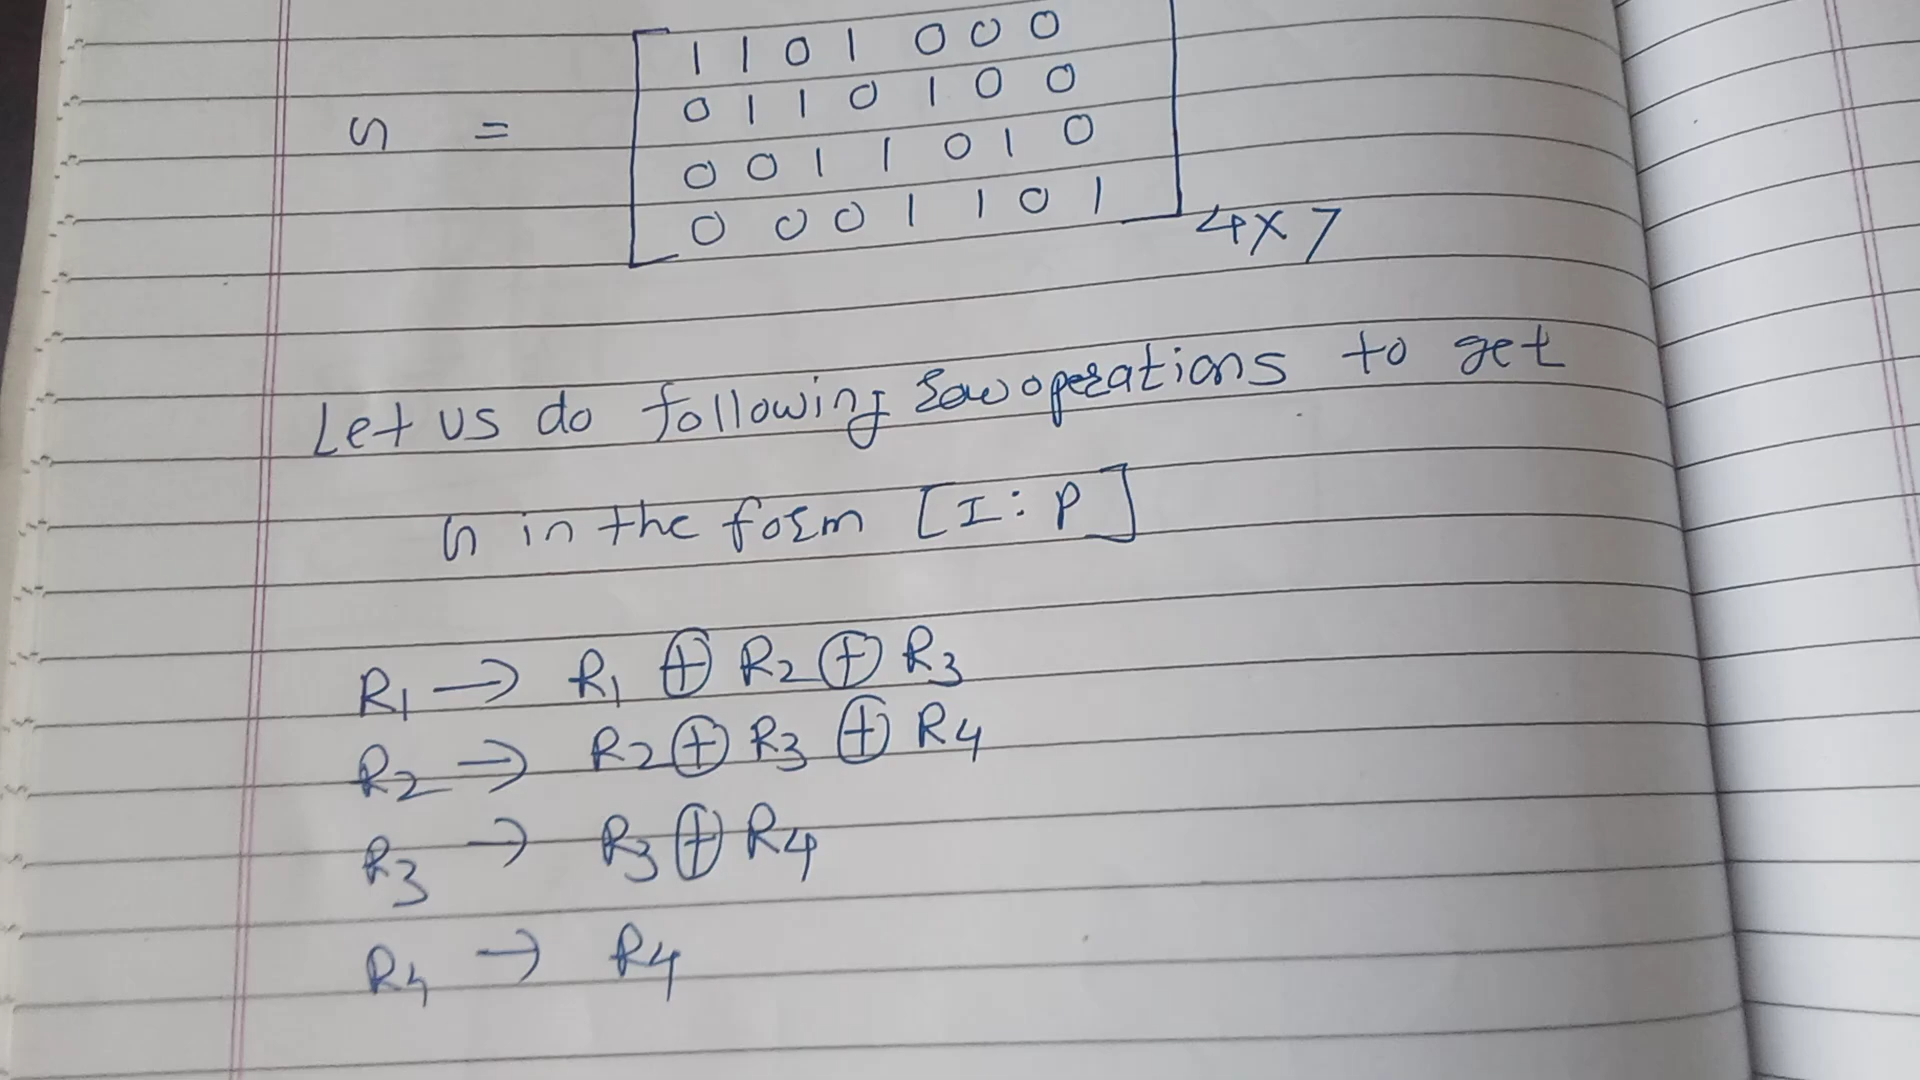 1 1 0 1 0 0 0
G = 0 1 1 0 1 0 0
0 0 1 1 0 1 0
0 0 0 1 1 0 1
4×7
Let us do following row operations to get
G in the form [I : P]
R1 → R1 ⊕ R2 ⊕ R3
R2 → R2 ⊕ R3 ⊕ R4
R3 → R3 ⊕ R4
R4 → R4